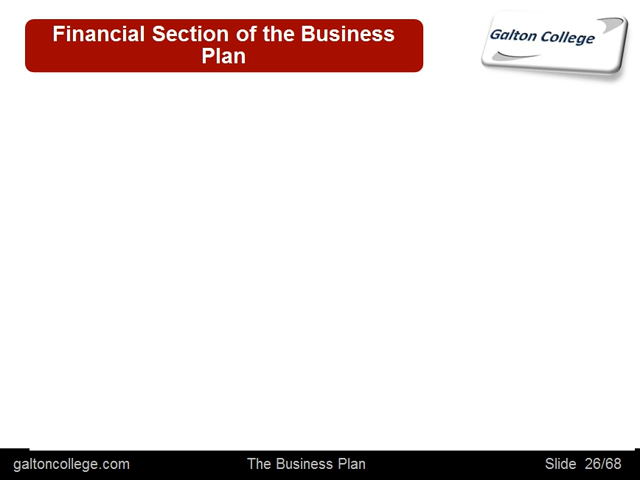 Financial Section of the Business
Plan
Galton College
galtoncollege.com
The Business Plan
Slide 26/68